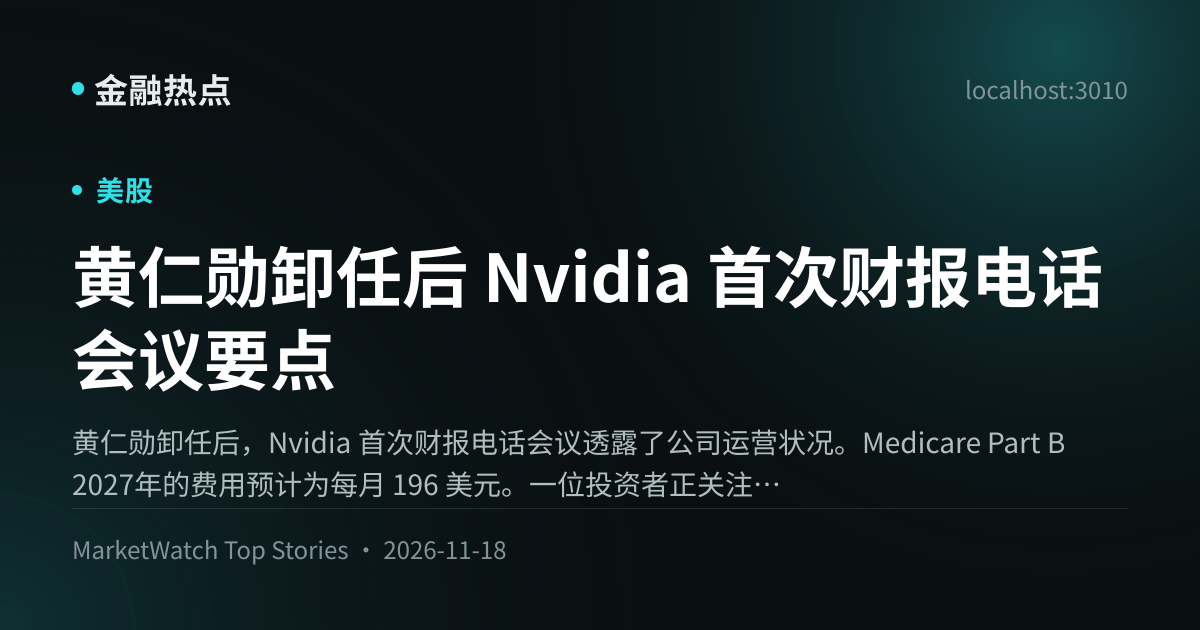 金融热点
localhost:3010
美股
黄仁勋卸任后 Nvidia 首次财报电话
会议要点
黄仁勋卸任后，Nvidia 首次财报电话会议透露了公司运营状况。Medicare Part B
2027年的费用预计为每月 196 美元。一位投资者正关注…
MarketWatch Top Stories · 2026-11-18